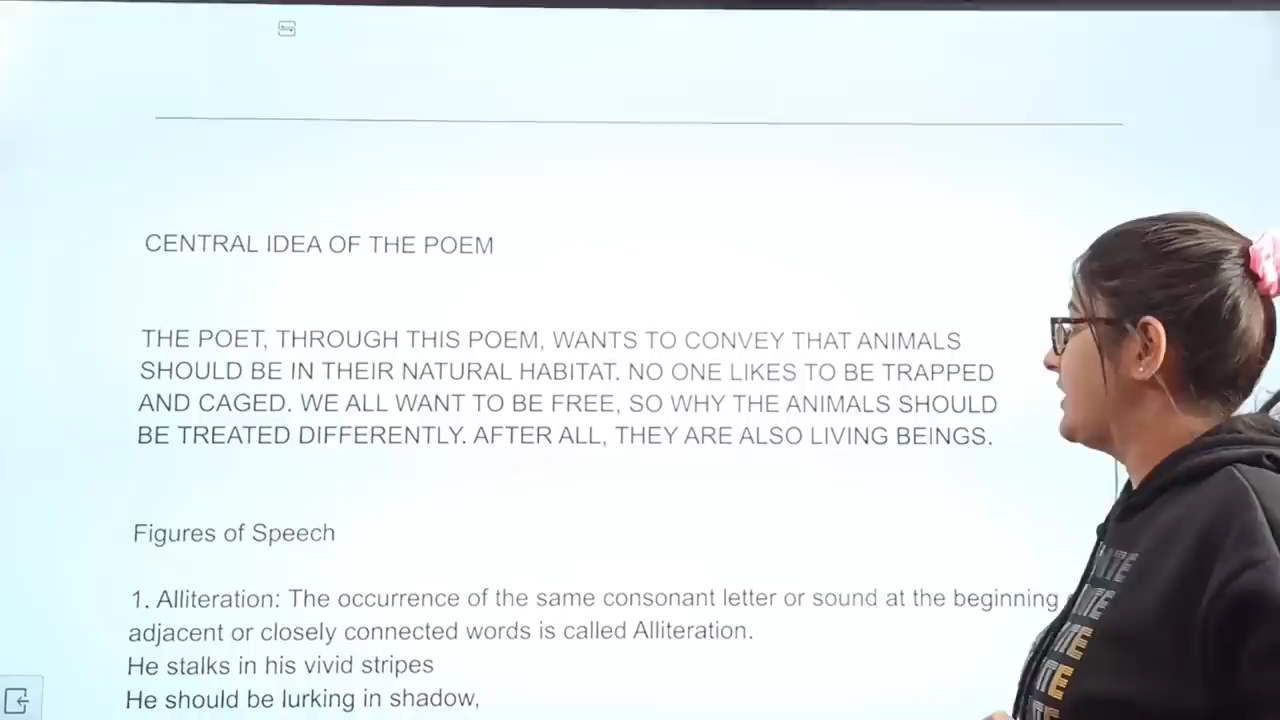 CENTRAL IDEA OF THE POEM
THE POET, THROUGH THIS POEM, WANTS TO CONVEY THAT ANIMALS
SHOULD BE IN THEIR NATURAL HABITAT. NO ONE LIKES TO BE TRAPPED
AND CAGED. WE ALL WANT TO BE FREE, SO WHY THE ANIMALS SHOULD
BE TREATED DIFFERENTLY. AFTER ALL, THEY ARE ALSO LIVING BEINGS.
Figures of Speech
1. Alliteration: The occurrence of the same consonant letter or sound at the beginning
adjacent or closely connected words is called Alliteration.
He stalks in his vivid stripes
He should be lurking in shadow,